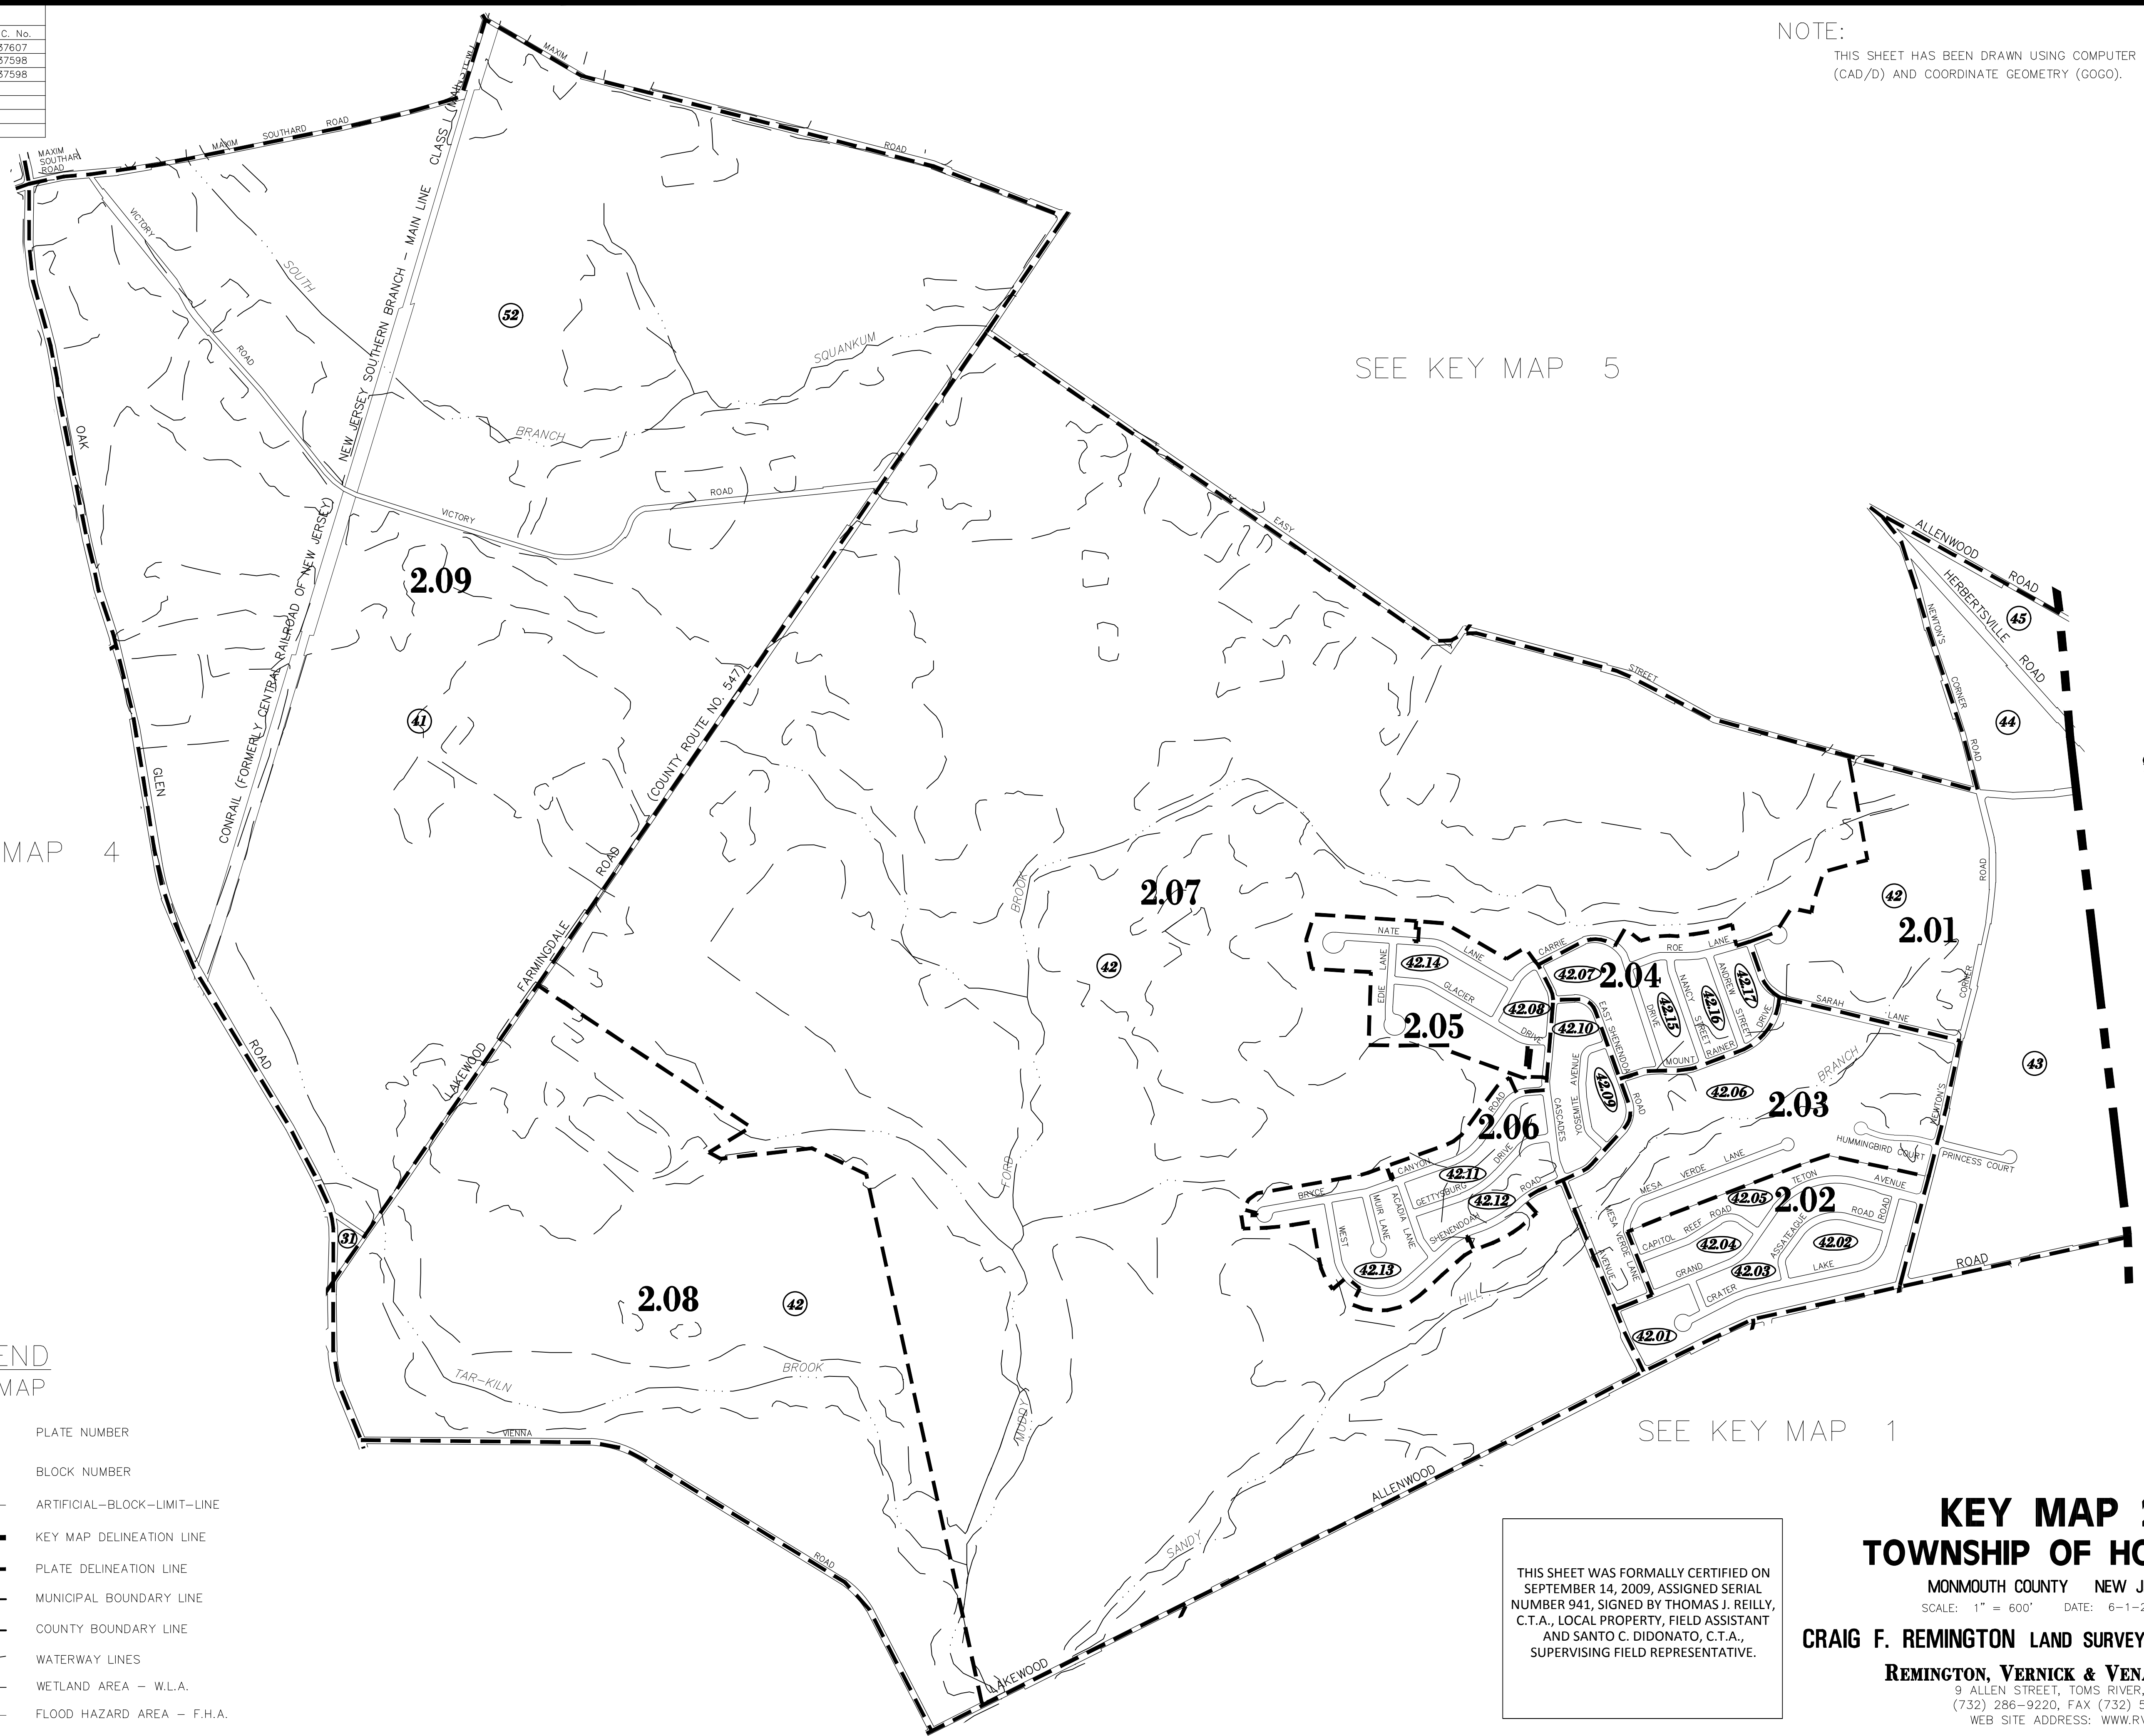 C. No.
37607
37598
37598
NOTE:
THIS SHEET HAS BEEN DRAWN USING COMPUTER
(CAD/D) AND COORDINATE GEOMETRY (GOGO).
MAXIM
MAXIM
ROAD
MAXIM
SOUTHARD
ROAD
MAXIM
ROAD
VICTORY
ROAD
SOUTH
CLASS
NEW JERSEY SOUTHERN BRANCH - MAIN LINE
CONRAIL (FORMERLY CENTRAL RAILROAD OF NEW JERSEY)
52
SQUANKUM
BRANCH
VICTORY
ROAD
OAK
GLEN
ROAD
2.09
41
SEE KEY MAP 5
EASY
STREET
ALLENWOOD
ROAD
HERBERTSVILLE
ROAD
45
44
NEWTON'S
CORNER
ROAD
MAP 4
(COUNTY ROUTE NO. 547)
ROAD
FARMINGDALE
LAKEWOOD
BROOK
2.07
42
42
2.01
ROAD
CORNER
NEWTON'S
NATE
LANE
EDIE LANE
42.14
GLACIER
DRIVE
42.08
2.05
CARRIE
42.07
2.04
ROE
LANE
DRIVE
NANCY
STREET
ANDREW
STREET
DRIVE
42.15
42.16
42.17
MOUNT
RAINER
SARAH
LANE
42.10
EAST SHENENDOAH
ROAD
42.09
YOSEMITE AVENUE
CASCADES
AVENUE
43
BRANCH
42.06
2.03
2.06
ROAD
CANYON
BRYCE
DRIVE
GETTYSBURG
42.11
42.12
ROAD
SHENENDOAH
ACADIA LANE
MUIR LANE
WEST
42.13
MESA VERDE LANE
MESA VERDE LANE
HUMMINGBIRD COURT
PRINCESS COURT
TETON
AVENUE
42.05
2.02
CAPITOL REEF ROAD
42.04
GRAND
ASSATEAGUE
ROAD
ROAD
42.02
42.03
LAKE
CRATER
42.01
ROAD
FORD
MUDDY
HILL
SANDY
31
2.08
42
TAR-KILN
BROOK
VIENNA
ROAD
ALLENWOOD
LAKEWOOD
SEE KEY MAP 1
END
MAP
PLATE NUMBER
BLOCK NUMBER
ARTIFICIAL-BLOCK-LIMIT-LINE
KEY MAP DELINEATION LINE
PLATE DELINEATION LINE
MUNICIPAL BOUNDARY LINE
COUNTY BOUNDARY LINE
WATERWAY LINES
WETLAND AREA - W.L.A.
FLOOD HAZARD AREA - F.H.A.
THIS SHEET WAS FORMALLY CERTIFIED ON
SEPTEMBER 14, 2009, ASSIGNED SERIAL
NUMBER 941, SIGNED BY THOMAS J. REILLY,
C.T.A., LOCAL PROPERTY, FIELD ASSISTANT
AND SANTO C. DIDONATO, C.T.A.,
SUPERVISING FIELD REPRESENTATIVE.
KEY MAP
TOWNSHIP OF HO
MONMOUTH COUNTY NEW J
SCALE: 1" = 600' DATE: 6-1-2
CRAIG F. REMINGTON LAND SURVEY
REMINGTON, VERNICK & VENA
9 ALLEN STREET, TOMS RIVER,
(732) 286-9220, FAX (732) 5
WEB SITE ADDRESS: WWW.RV